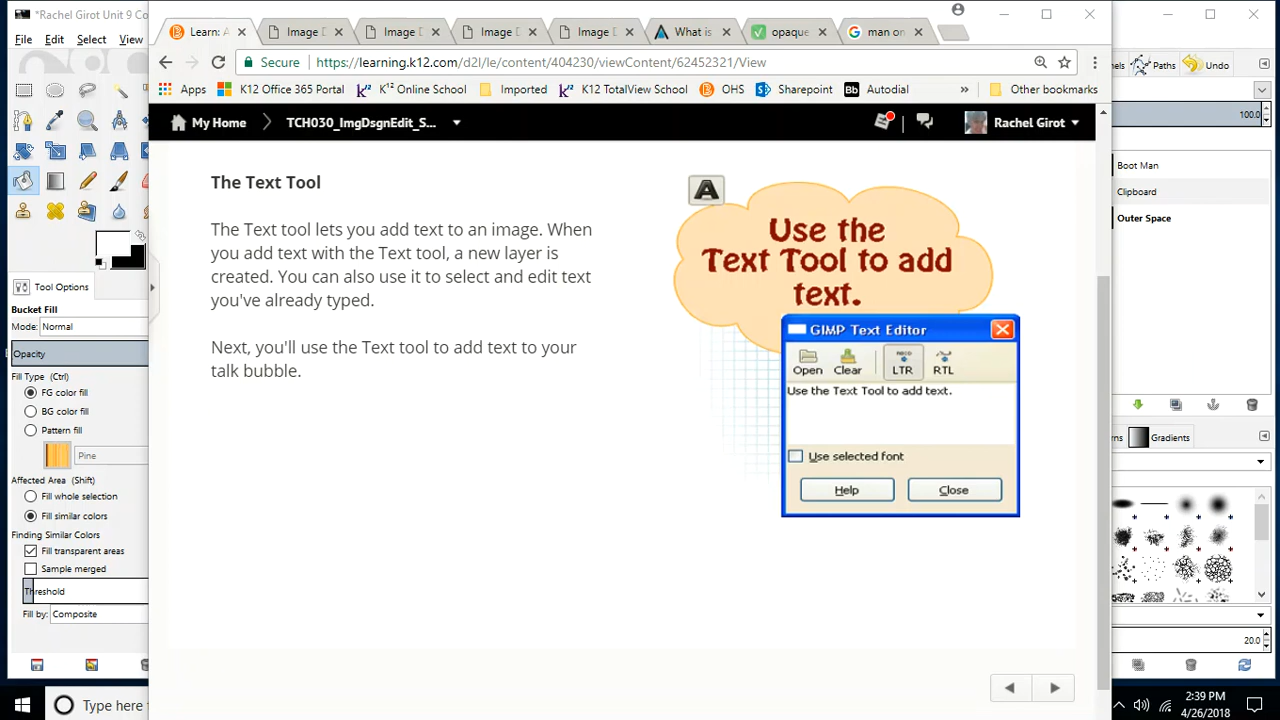 *Rachel Girot Unit 9 Co
File Edit Select View
Learn: A
Image D
Image D
Image D
Image D
What is
opaque
man on
Secure https://learning.k12.com/d2l/le/content/404230/viewContent/62452321/View
Apps K12 Office 365 Portal K¹² Online School Imported K12 TotalView School OHS Sharepoint Bb Autodial » Other bookmarks
My Home TCH030_ImgDsgnEdit_S... Rachel Girot
nels Paths Undo
100.0
Boot Man
Clipboard
Outer Space
Gradients
20.0
Tool Options
Bucket Fill
Mode: Normal
Opacity
Fill Type (Ctrl)
FG color fill
BG color fill
Pattern fill
Pine
Affected Area (Shift)
Fill whole selection
Fill similar colors
Finding Similar Colors
Fill transparent areas
Sample merged
Threshold
Fill by: Composite
The Text Tool
The Text tool lets you add text to an image. When
you add text with the Text tool, a new layer is
created. You can also use it to select and edit text
you've already typed.
Next, you'll use the Text tool to add text to your
talk bubble.
A
Use the
Text Tool to add
text.
GIMP Text Editor
Open Clear LTR RTL
Use the Text Tool to add text.
Use selected font
Help Close
Type here
2:39 PM
4/26/2018